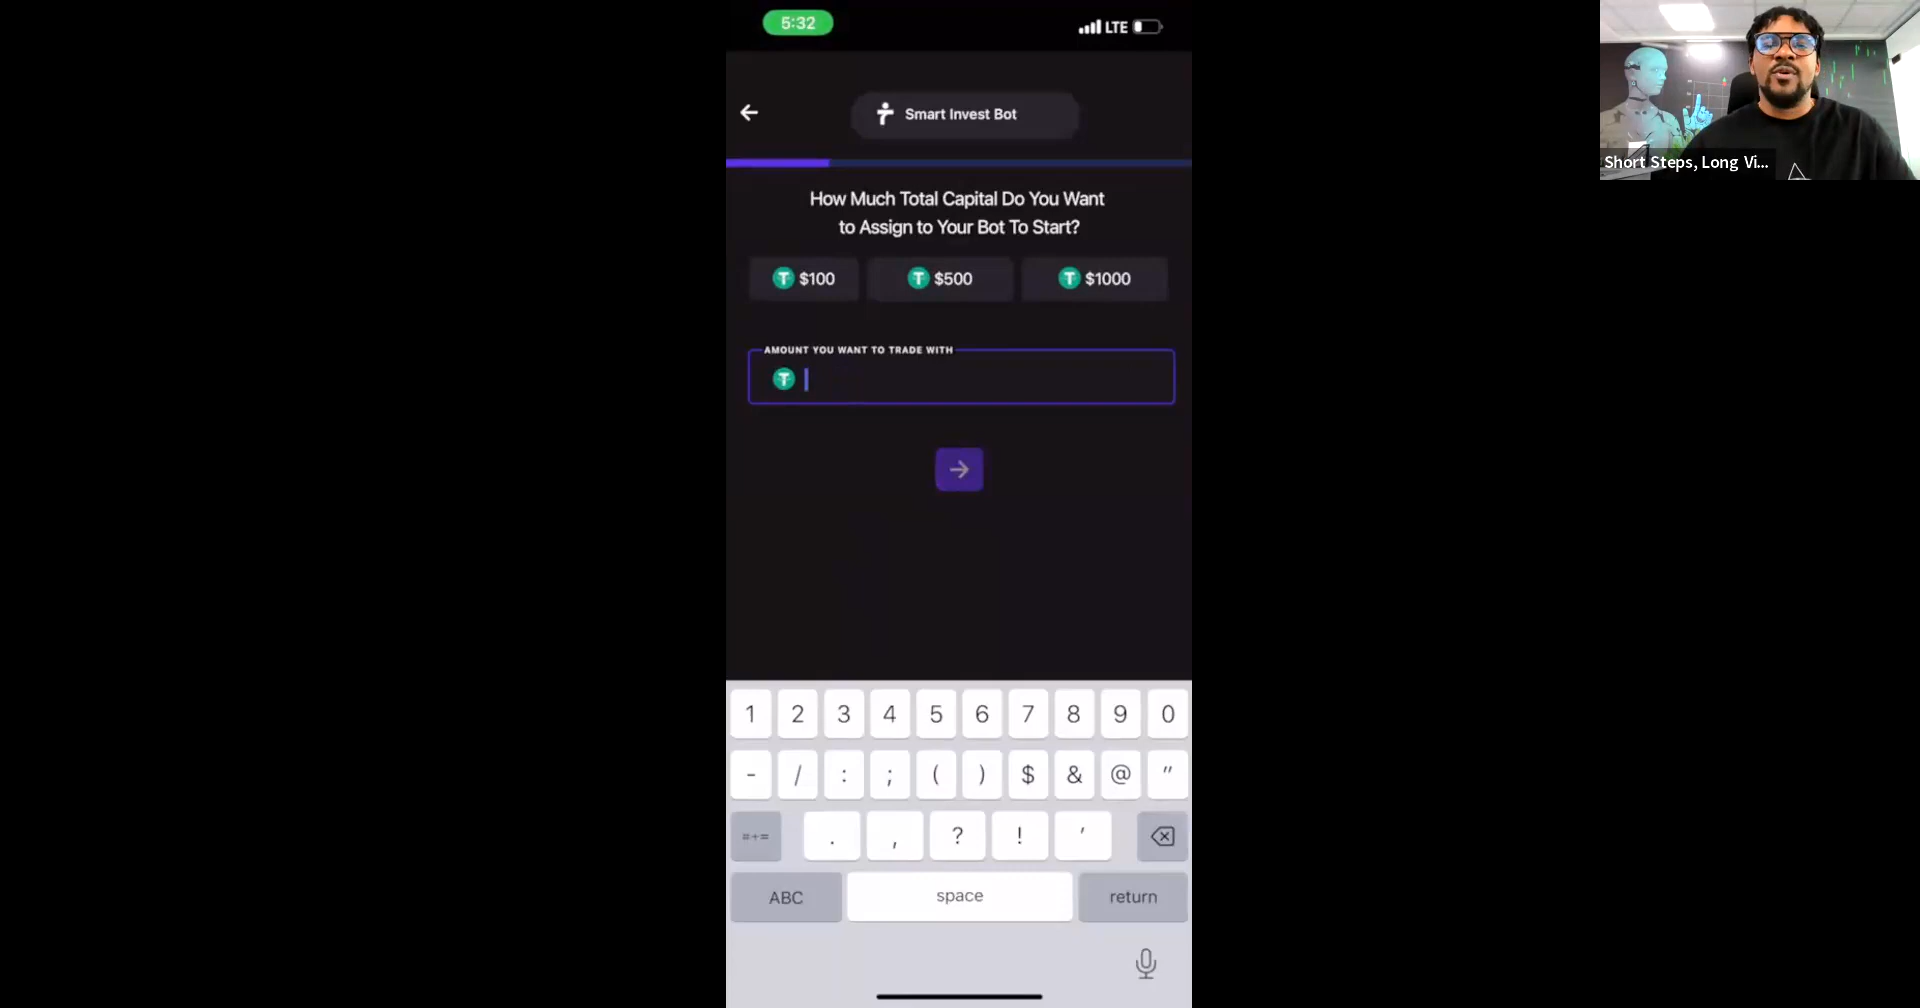 5:32
LTE
Smart Invest Bot
How Much Total Capital Do You Want
to Assign to Your Bot To Start?
$100 $500 $1000
AMOUNT YOU WANT TO TRADE WITH
1 2 3 4 5 6 7 8 9 0
- / : ; ( ) $ & @ "
. , ? ! '
ABC space return
Short Steps, Long Vi...